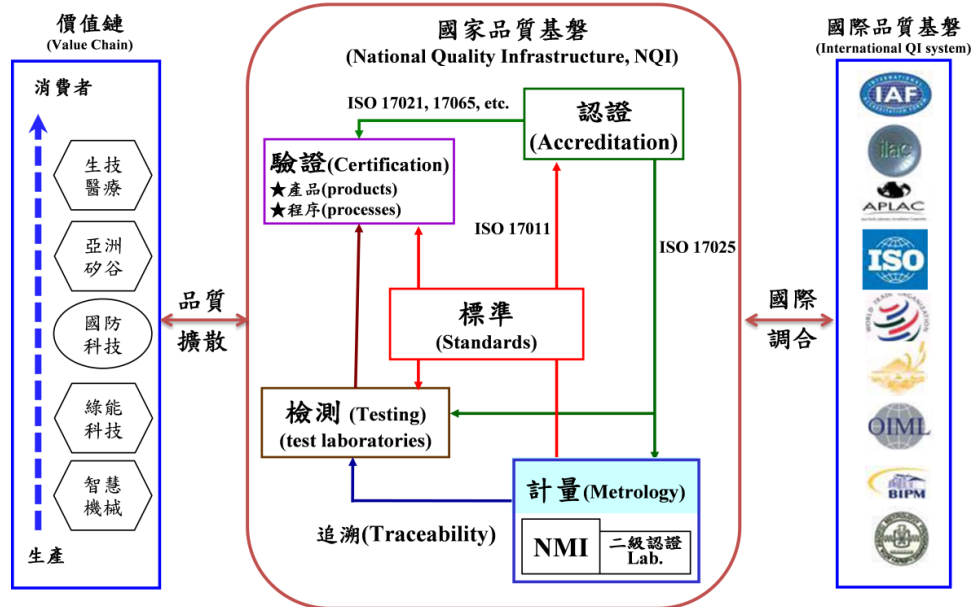 價值鏈
(Value Chain)
消費者
生技
醫療
亞洲
矽谷
國防
科技
綠能
科技
智慧
機械
生產
品質
擴散
國家品質基磐
(National Quality Infrastructure, NQI)
ISO 17021, 17065, etc.
認證
(Accreditation)
驗證(Certification)
★產品(products)
★程序(processes)
ISO 17011
ISO 17025
標準
(Standards)
檢測 (Testing)
(test laboratories)
計量(Metrology)
NMI
二級認證
Lab.
追溯(Traceability)
國際
調合
國際品質基磐
(International QI system)
IAF
ilac
APLAC
ISO
WORLD TRADE ORGANIZATION
OIML
BIPM